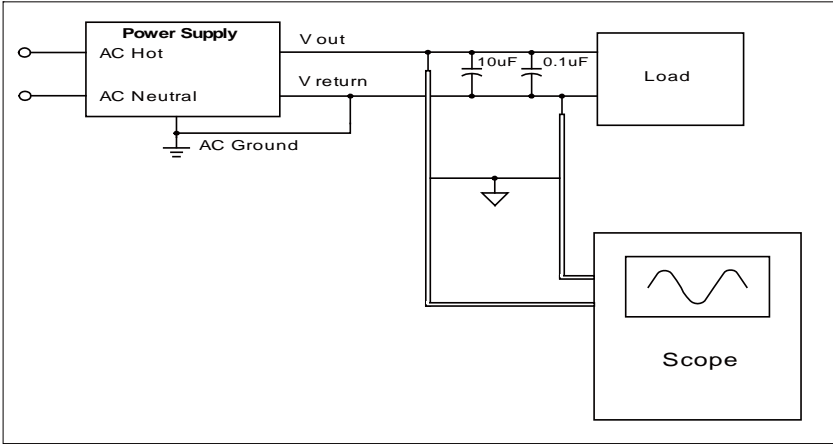 Power Supply
V out
AC Hot
10uF
0.1uF
Load
V return
AC Neutral
AC Ground
Scope